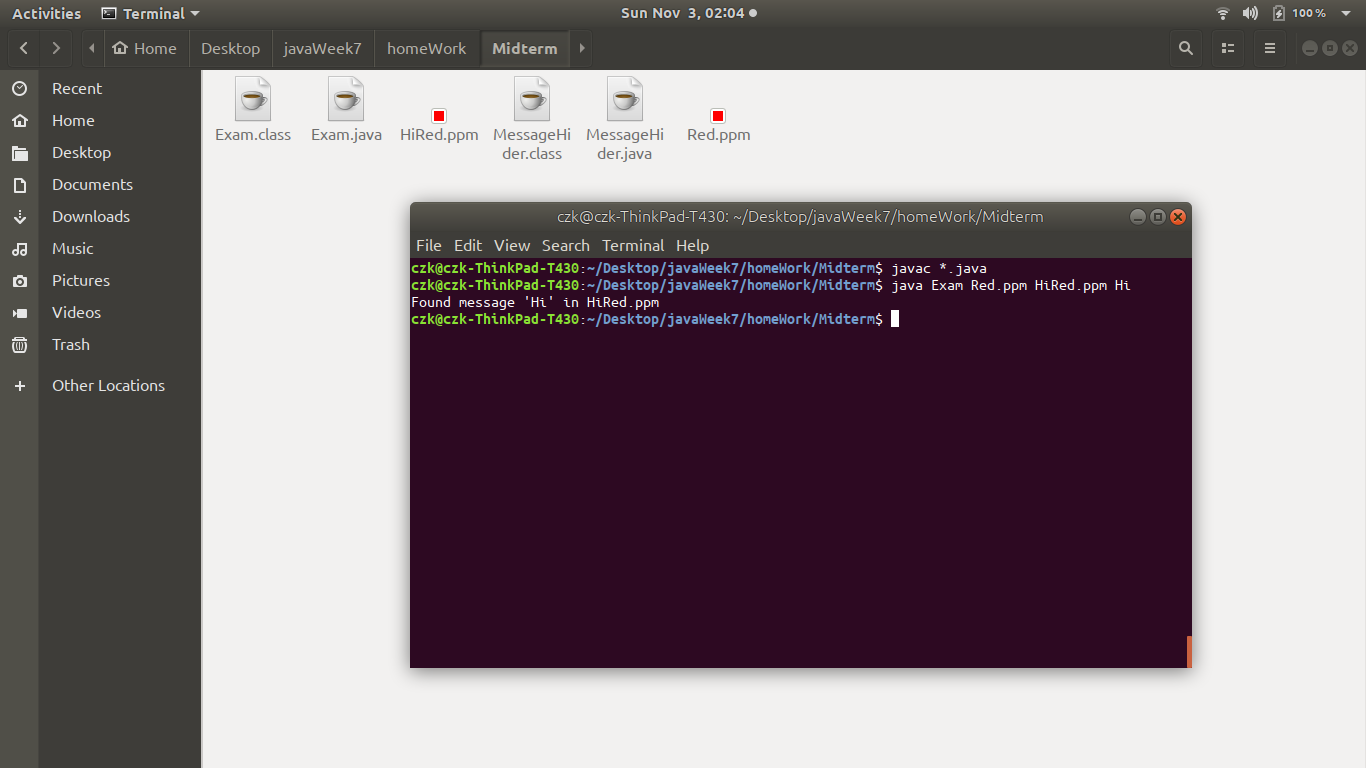 Activities Terminal Sun Nov 3, 02:04 100 %
Home Desktop javaWeek7 homeWork Midterm
Recent
Home
Desktop
Documents
Downloads
Music
Pictures
Videos
Trash
Other Locations
Exam.class Exam.java HiRed.ppm MessageHi MessageHi Red.ppm
der.class der.java
czk@czk-ThinkPad-T430: ~/Desktop/javaWeek7/homeWork/Midterm
File Edit View Search Terminal Help
czk@czk-ThinkPad-T430:~/Desktop/javaWeek7/homeWork/Midterm$ javac *.java
czk@czk-ThinkPad-T430:~/Desktop/javaWeek7/homeWork/Midterm$ java Exam Red.ppm HiRed.ppm Hi
Found message 'Hi' in HiRed.ppm
czk@czk-ThinkPad-T430:~/Desktop/javaWeek7/homeWork/Midterm$